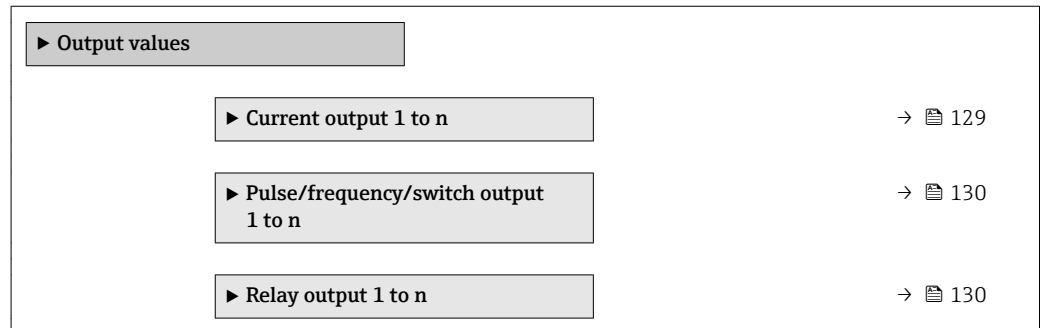 ▶ Output values
▶ Current output 1 to n → 129
▶ Pulse/frequency/switch output
1 to n → 130
▶ Relay output 1 to n → 130